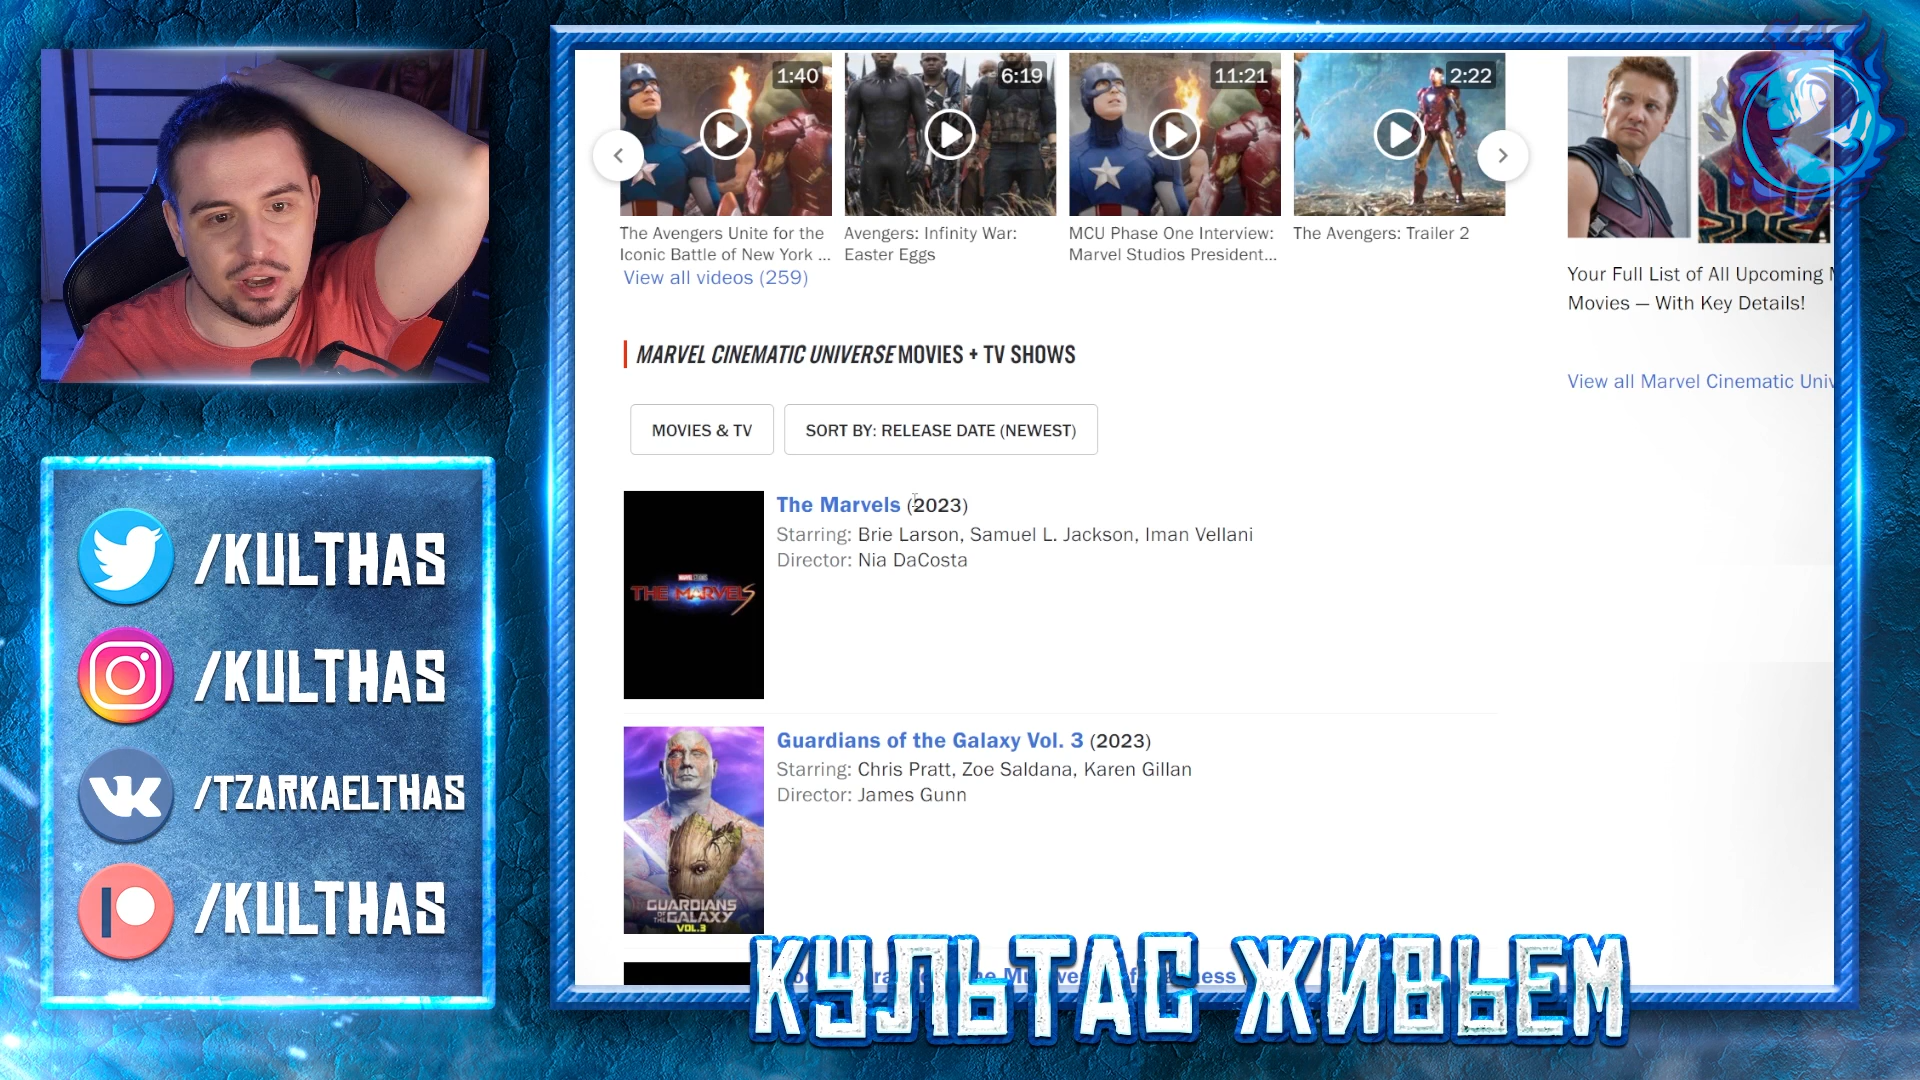 1:40
6:19
11:21
2:22
The Avengers Unite for the
Iconic Battle of New York ...
Avengers: Infinity War:
Easter Eggs
MCU Phase One Interview:
Marvel Studios President...
The Avengers: Trailer 2
View all videos (259)
Your Full List of All Upcoming
Movies — With Key Details!
View all Marvel Cinematic Univ
MARVEL CINEMATIC UNIVERSE MOVIES + TV SHOWS
MOVIES & TV
SORT BY: RELEASE DATE (NEWEST)
The Marvels (2023)
Starring: Brie Larson, Samuel L. Jackson, Iman Vellani
Director: Nia DaCosta
THE MARVELS
Guardians of the Galaxy Vol. 3 (2023)
Starring: Chris Pratt, Zoe Saldana, Karen Gillan
Director: James Gunn
GUARDIANS
OF THE GALAXY
VOL.3
/KULTHAS
/KULTHAS
/TZARKAELTHAS
/KULTHAS
КУЛЬТАС ЖИВЬЕМ